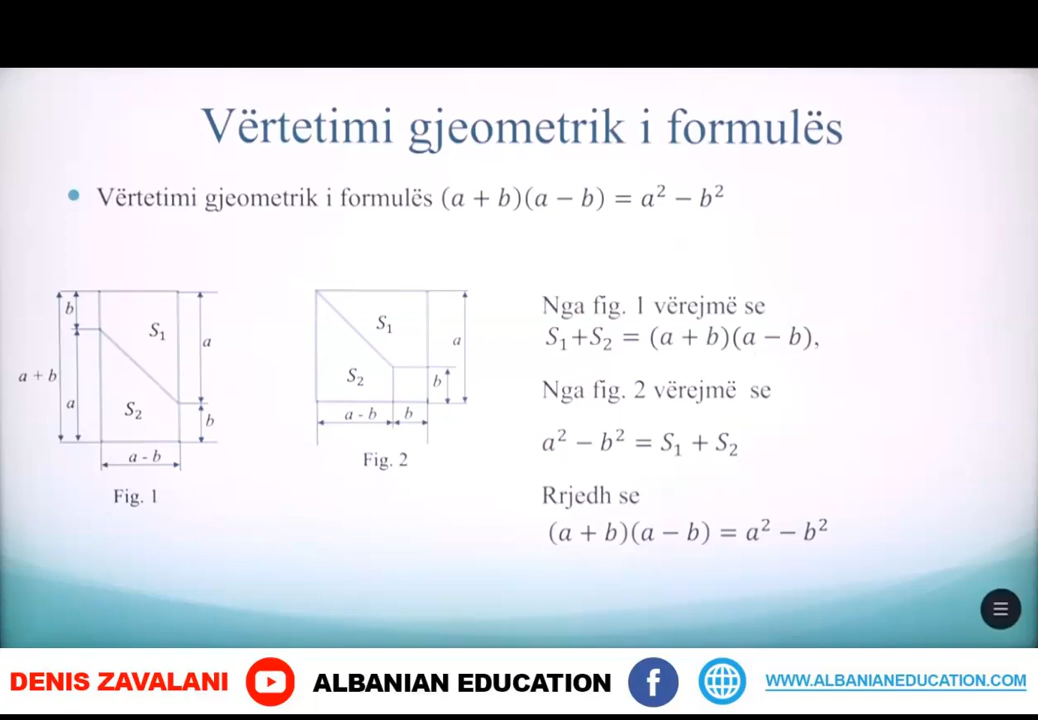 Vërtetimi gjeometrik i formulës
• Vërtetimi gjeometrik i formulës (a + b)(a − b) = a² − b²
b
S₁
a
a + b
a
S₂
b
a - b
Fig. 1
S₁
a
S₂
b
a - b
b
Fig. 2
Nga fig. 1 vërejmë se
S₁+S₂ = (a + b)(a − b),
Nga fig. 2 vërejmë se
a² − b² = S₁ + S₂
Rrjedh se
(a + b)(a − b) = a² − b²
DENIS ZAVALANI
ALBANIAN EDUCATION
f
WWW.ALBANIANEDUCATION.COM